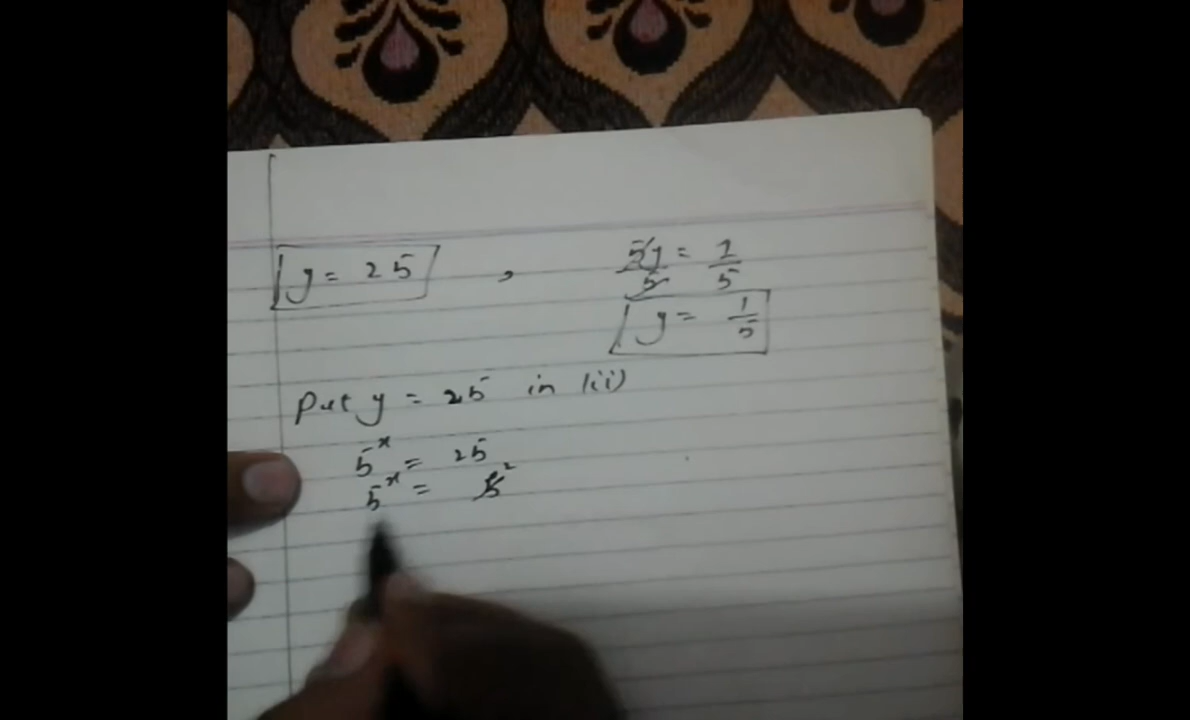 y = 25 , 5y/5 = 1/5
y = 1/5
Put y = 25 in (ii)
5^x = 25
5^x = 5^2